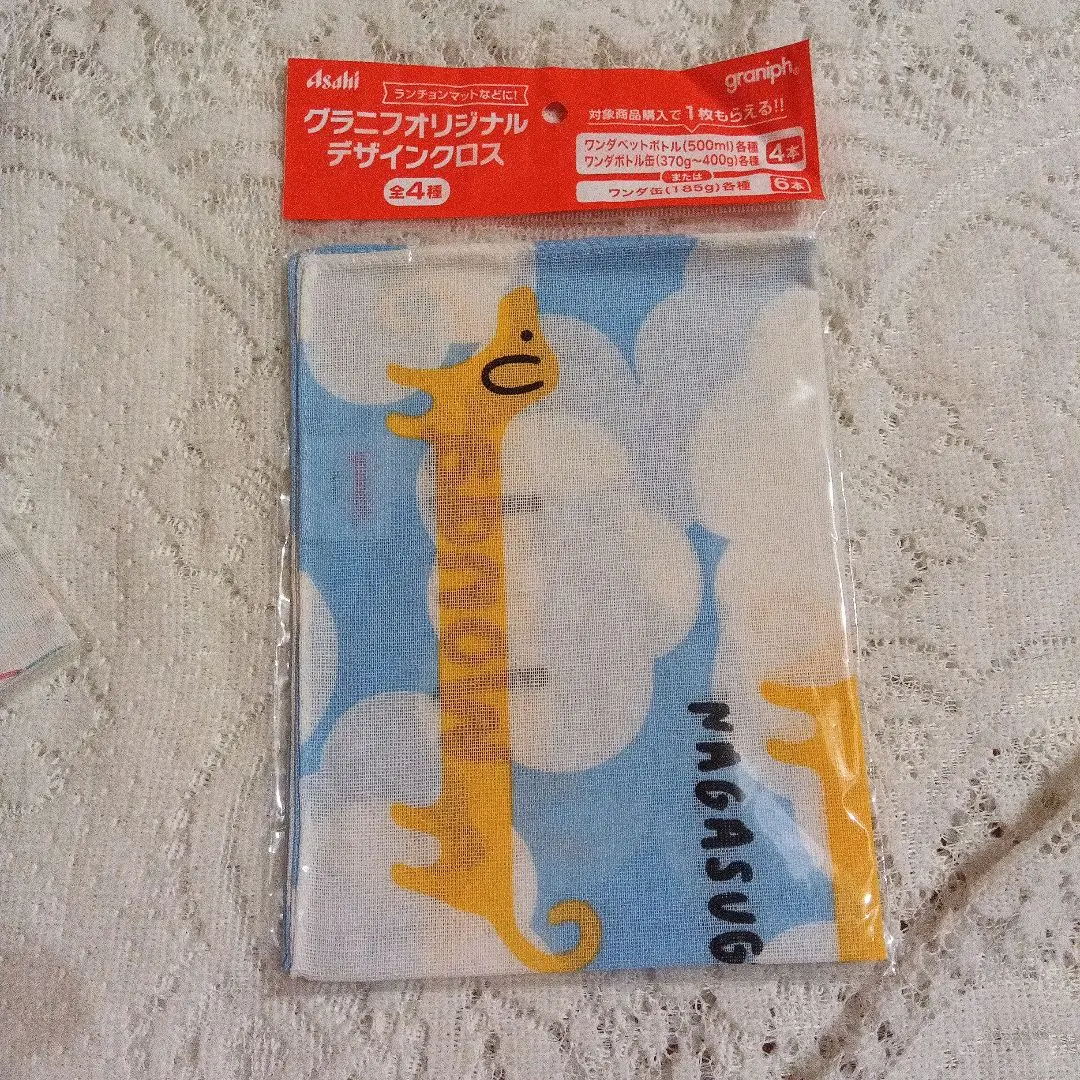 Asahi
ランチョンマットなどに!
グラニフオリジナル
デザインクロス
全4種
graniph®
対象商品購入で1枚もらえる!!
ワンダペットボトル(500ml)各種
ワンダボトル缶(370g~400g)各種
4本
または
ワンダ缶(185g)各種
6本
NAGASUG